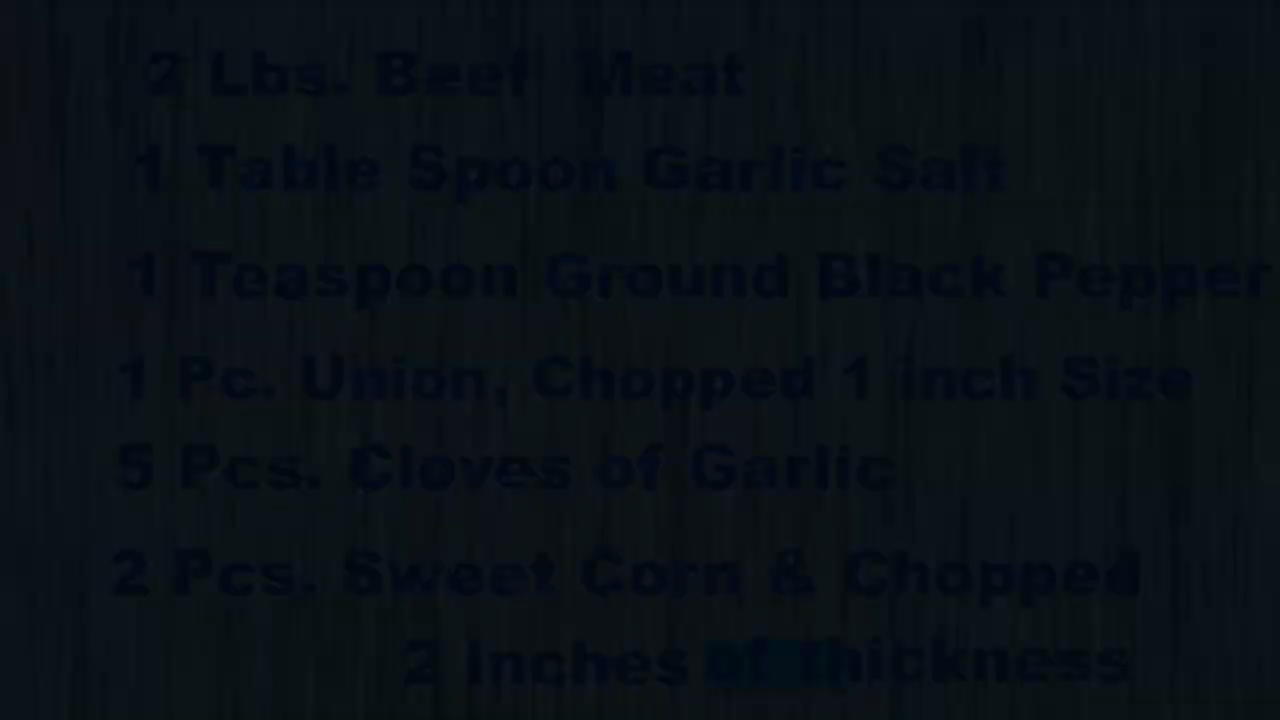 2 Lbs. Beef Meat
1 Table Spoon Garlic Salt
1 Teaspoon Ground Black Pepper
1 Pc. Union, Chopped 1 inch Size
5 Pcs. Cloves of Garlic
2 Pcs. Sweet Corn & Chopped
2 Inches of thickness